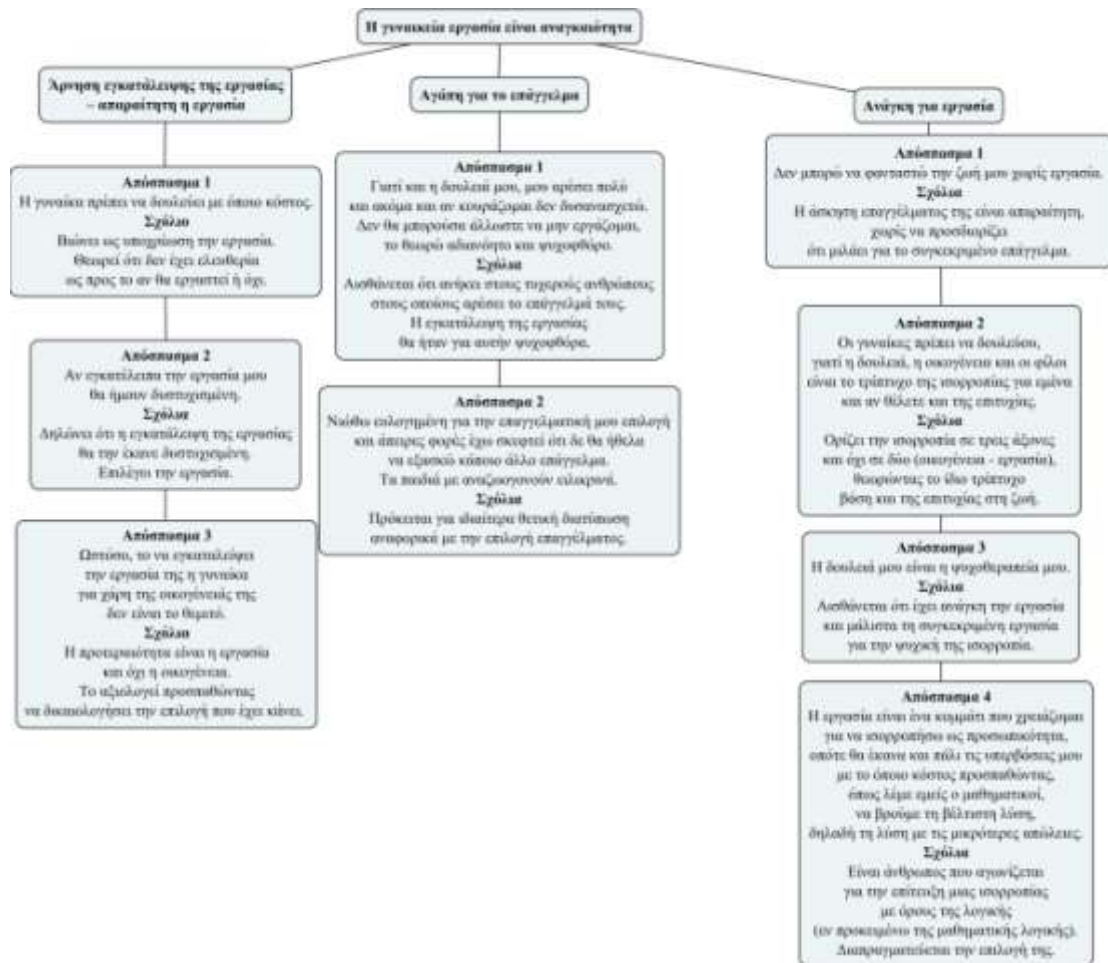 Η γυναικεία εργασία είναι αναγκαιότητα
Άρνηση εγκατάλειψης της εργασίας
– απαραίτητη η εργασία
Απόσπασμα 1
Η γυναίκα πρέπει να δουλεύει με όποιο κόστος.
Σχόλιο
Βιώνει ως υποχρέωση την εργασία.
Θεωρεί ότι δεν έχει ελευθερία
ως προς το αν θα εργαστεί ή όχι.
Απόσπασμα 2
Αν εγκατέλειπα την εργασία μου
θα ήμουν δυστυχισμένη.
Σχόλια
Δηλώνει ότι η εγκατάλειψη της εργασίας
θα την έκανε δυστυχισμένη.
Επιλέγει την εργασία.
Απόσπασμα 3
Ωστόσο, το να εγκαταλείψει
την εργασία της η γυναίκα
για χάρη της οικογένειάς της
δεν είναι το θεμιτό.
Σχόλια
Η προτεραιότητα είναι η εργασία
και όχι η οικογένεια.
Το αξιολογεί προσπαθώντας
να δικαιολογήσει την επιλογή που έχει κάνει.
Αγάπη για το επάγγελμα
Απόσπασμα 1
Γιατί και η δουλειά μου, μου αρέσει πολύ
και ακόμα και αν κουράζομαι δεν δυσανασχετώ.
Δεν θα μπορούσα άλλωστε να μην εργάζομαι,
το θεωρώ αδιανόητο και ψυχοφθόρο.
Σχόλια
Αισθάνεται ότι ανήκει στους τυχερούς ανθρώπους
στους οποίους αρέσει το επάγγελμά τους.
Η εγκατάλειψη της εργασίας
θα ήταν για αυτήν ψυχοφθόρα.
Απόσπασμα 2
Νιώθω ευλογημένη για την επαγγελματική μου επιλογή
και άπειρες φορές έχω σκεφτεί ότι δε θα ήθελα
να εξασκώ κάποιο άλλο επάγγελμα.
Τα παιδιά με αναζωογονούν ειλικρινά.
Σχόλια
Πρόκειται για ιδιαίτερα θετική διατύπωση
αναφορικά με την επιλογή επαγγέλματος.
Ανάγκη για εργασία
Απόσπασμα 1
Δεν μπορώ να φανταστώ την ζωή μου χωρίς εργασία.
Σχόλια
Η άσκηση επαγγέλματος της είναι απαραίτητη,
χωρίς να προσδιορίζει
ότι μιλάει για το συγκεκριμένο επάγγελμα.
Απόσπασμα 2
Οι γυναίκες πρέπει να δουλεύουν,
γιατί η δουλειά, η οικογένεια και οι φίλοι
είναι το τρίπτυχο της ισορροπίας για εμένα
και αν θέλετε και της επιτυχίας.
Σχόλια
Ορίζει την ισορροπία σε τρεις άξονες
και όχι σε δύο (οικογένεια - εργασία),
θεωρώντας το ίδιο τρίπτυχο
βάση και της επιτυχίας στη ζωή.
Απόσπασμα 3
Η δουλειά μου είναι η ψυχοθεραπεία μου.
Σχόλια
Αισθάνεται ότι έχει ανάγκη την εργασία
και μάλιστα τη συγκεκριμένη εργασία
για την ψυχική της ισορροπία.
Απόσπασμα 4
Η εργασία είναι ένα κομμάτι που χρειάζομαι
για να ισορροπήσω ως προσωπικότητα,
οπότε θα έκανα και πάλι τις υπερβάσεις μου
με το όποιο κόστος προσπαθώντας,
όπως λέμε εμείς ο μαθηματικοί,
να βρούμε τη βέλτιστη λύση,
δηλαδή τη λύση με τις μικρότερες απώλειες.
Σχόλια
Είναι άνθρωπος που αγωνίζεται
για την επίτευξη μιας ισορροπίας
με όρους της λογικής
(εν προκειμένω της μαθηματικής λογικής).
Διαπραγματεύεται την επιλογή της.